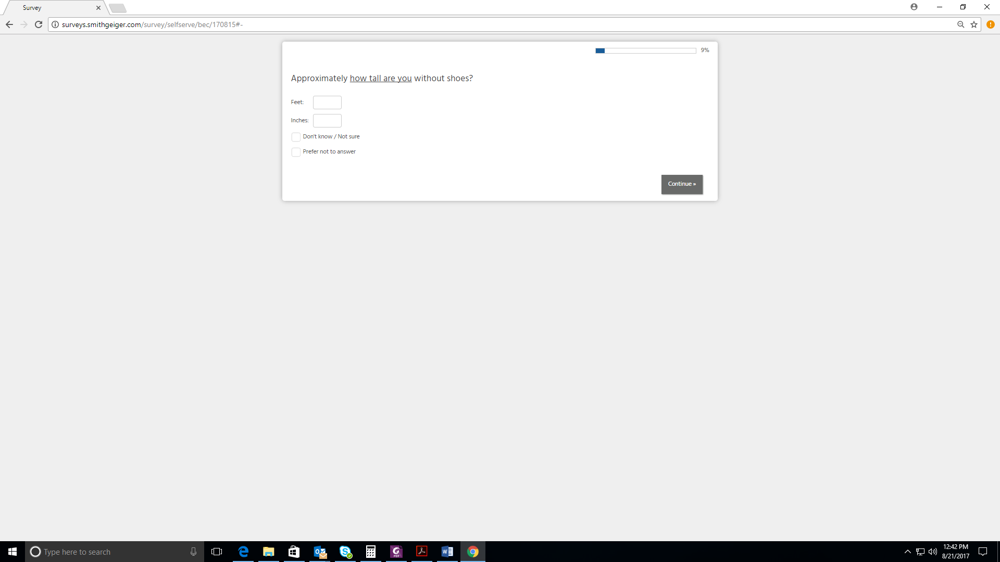 Survey
surveys.smithgeiger.com/survey/selfserve/bec/170815#-
9%
Approximately how tall are you without shoes?
Feet:
Inches:
Don't know / Not sure
Prefer not to answer
Continue »
Type here to search
12:42 PM
8/21/2017